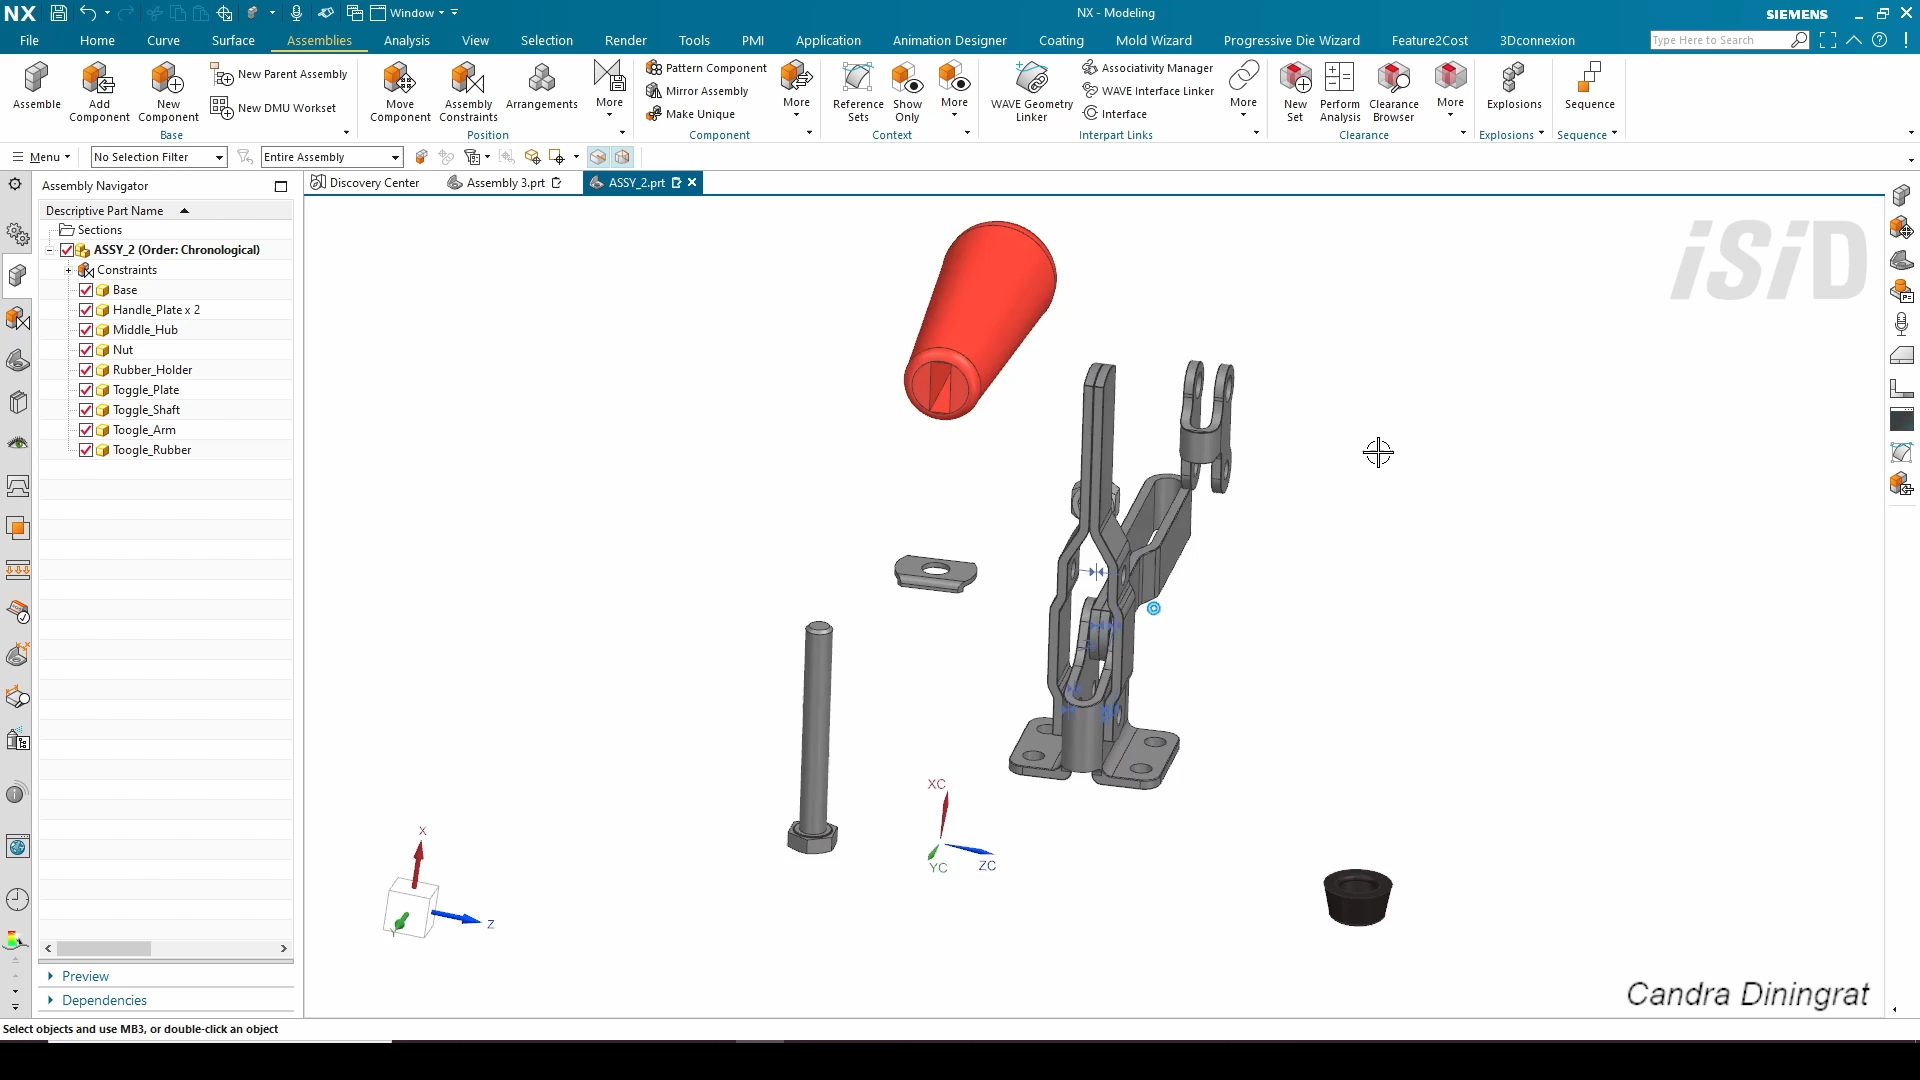 NX
Window
NX - Modeling
SIEMENS
File Home Curve Surface Assemblies Analysis View Selection Render Tools PMI Application Animation Designer Coating Mold Wizard Progressive Die Wizard Feature2Cost 3Dconnexion Type Here to Search
Assemble
Add Component
New Component
New Parent Assembly
New DMU Workset
Base
Move Component
Assembly Constraints
Arrangements
More
Position
Pattern Component
Mirror Assembly
Make Unique
More
Component
Reference Sets
Show Only
More
Context
WAVE Geometry Linker
Associativity Manager
WAVE Interface Linker
Interface
More
Interpart Links
New Set
Perform Analysis
Clearance Browser
More
Clearance
Explosions
Explosions
Sequence
Sequence
Menu No Selection Filter Entire Assembly
Assembly Navigator
Discovery Center Assembly 3.prt ASSY_2.prt
Descriptive Part Name
Sections
ASSY_2 (Order: Chronological)
Constraints
Base
Handle_Plate x 2
Middle_Hub
Nut
Rubber_Holder
Toggle_Plate
Toggle_Shaft
Toogle_Arm
Toogle_Rubber
Preview
Dependencies
iSiD
XC
YC
ZC
X
Z
Y
Candra Diningrat
Select objects and use MB3, or double-click an object